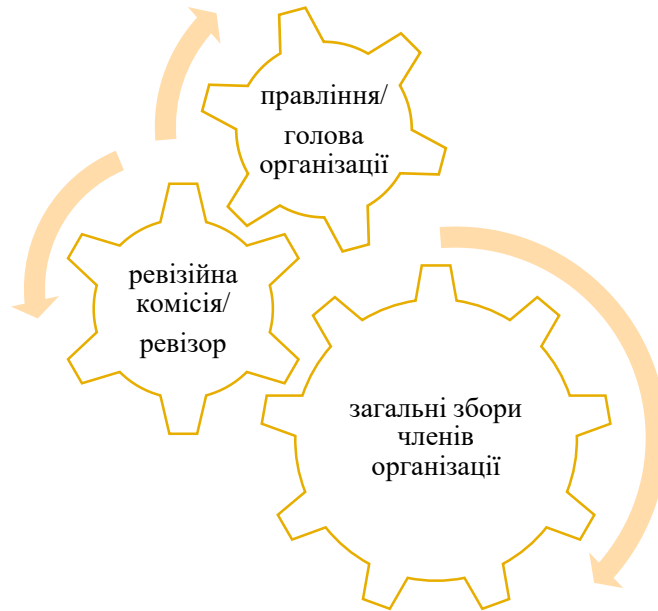 правління/
голова
організації
ревізійна
комісія/
ревізор
загальні збори
членів
організації